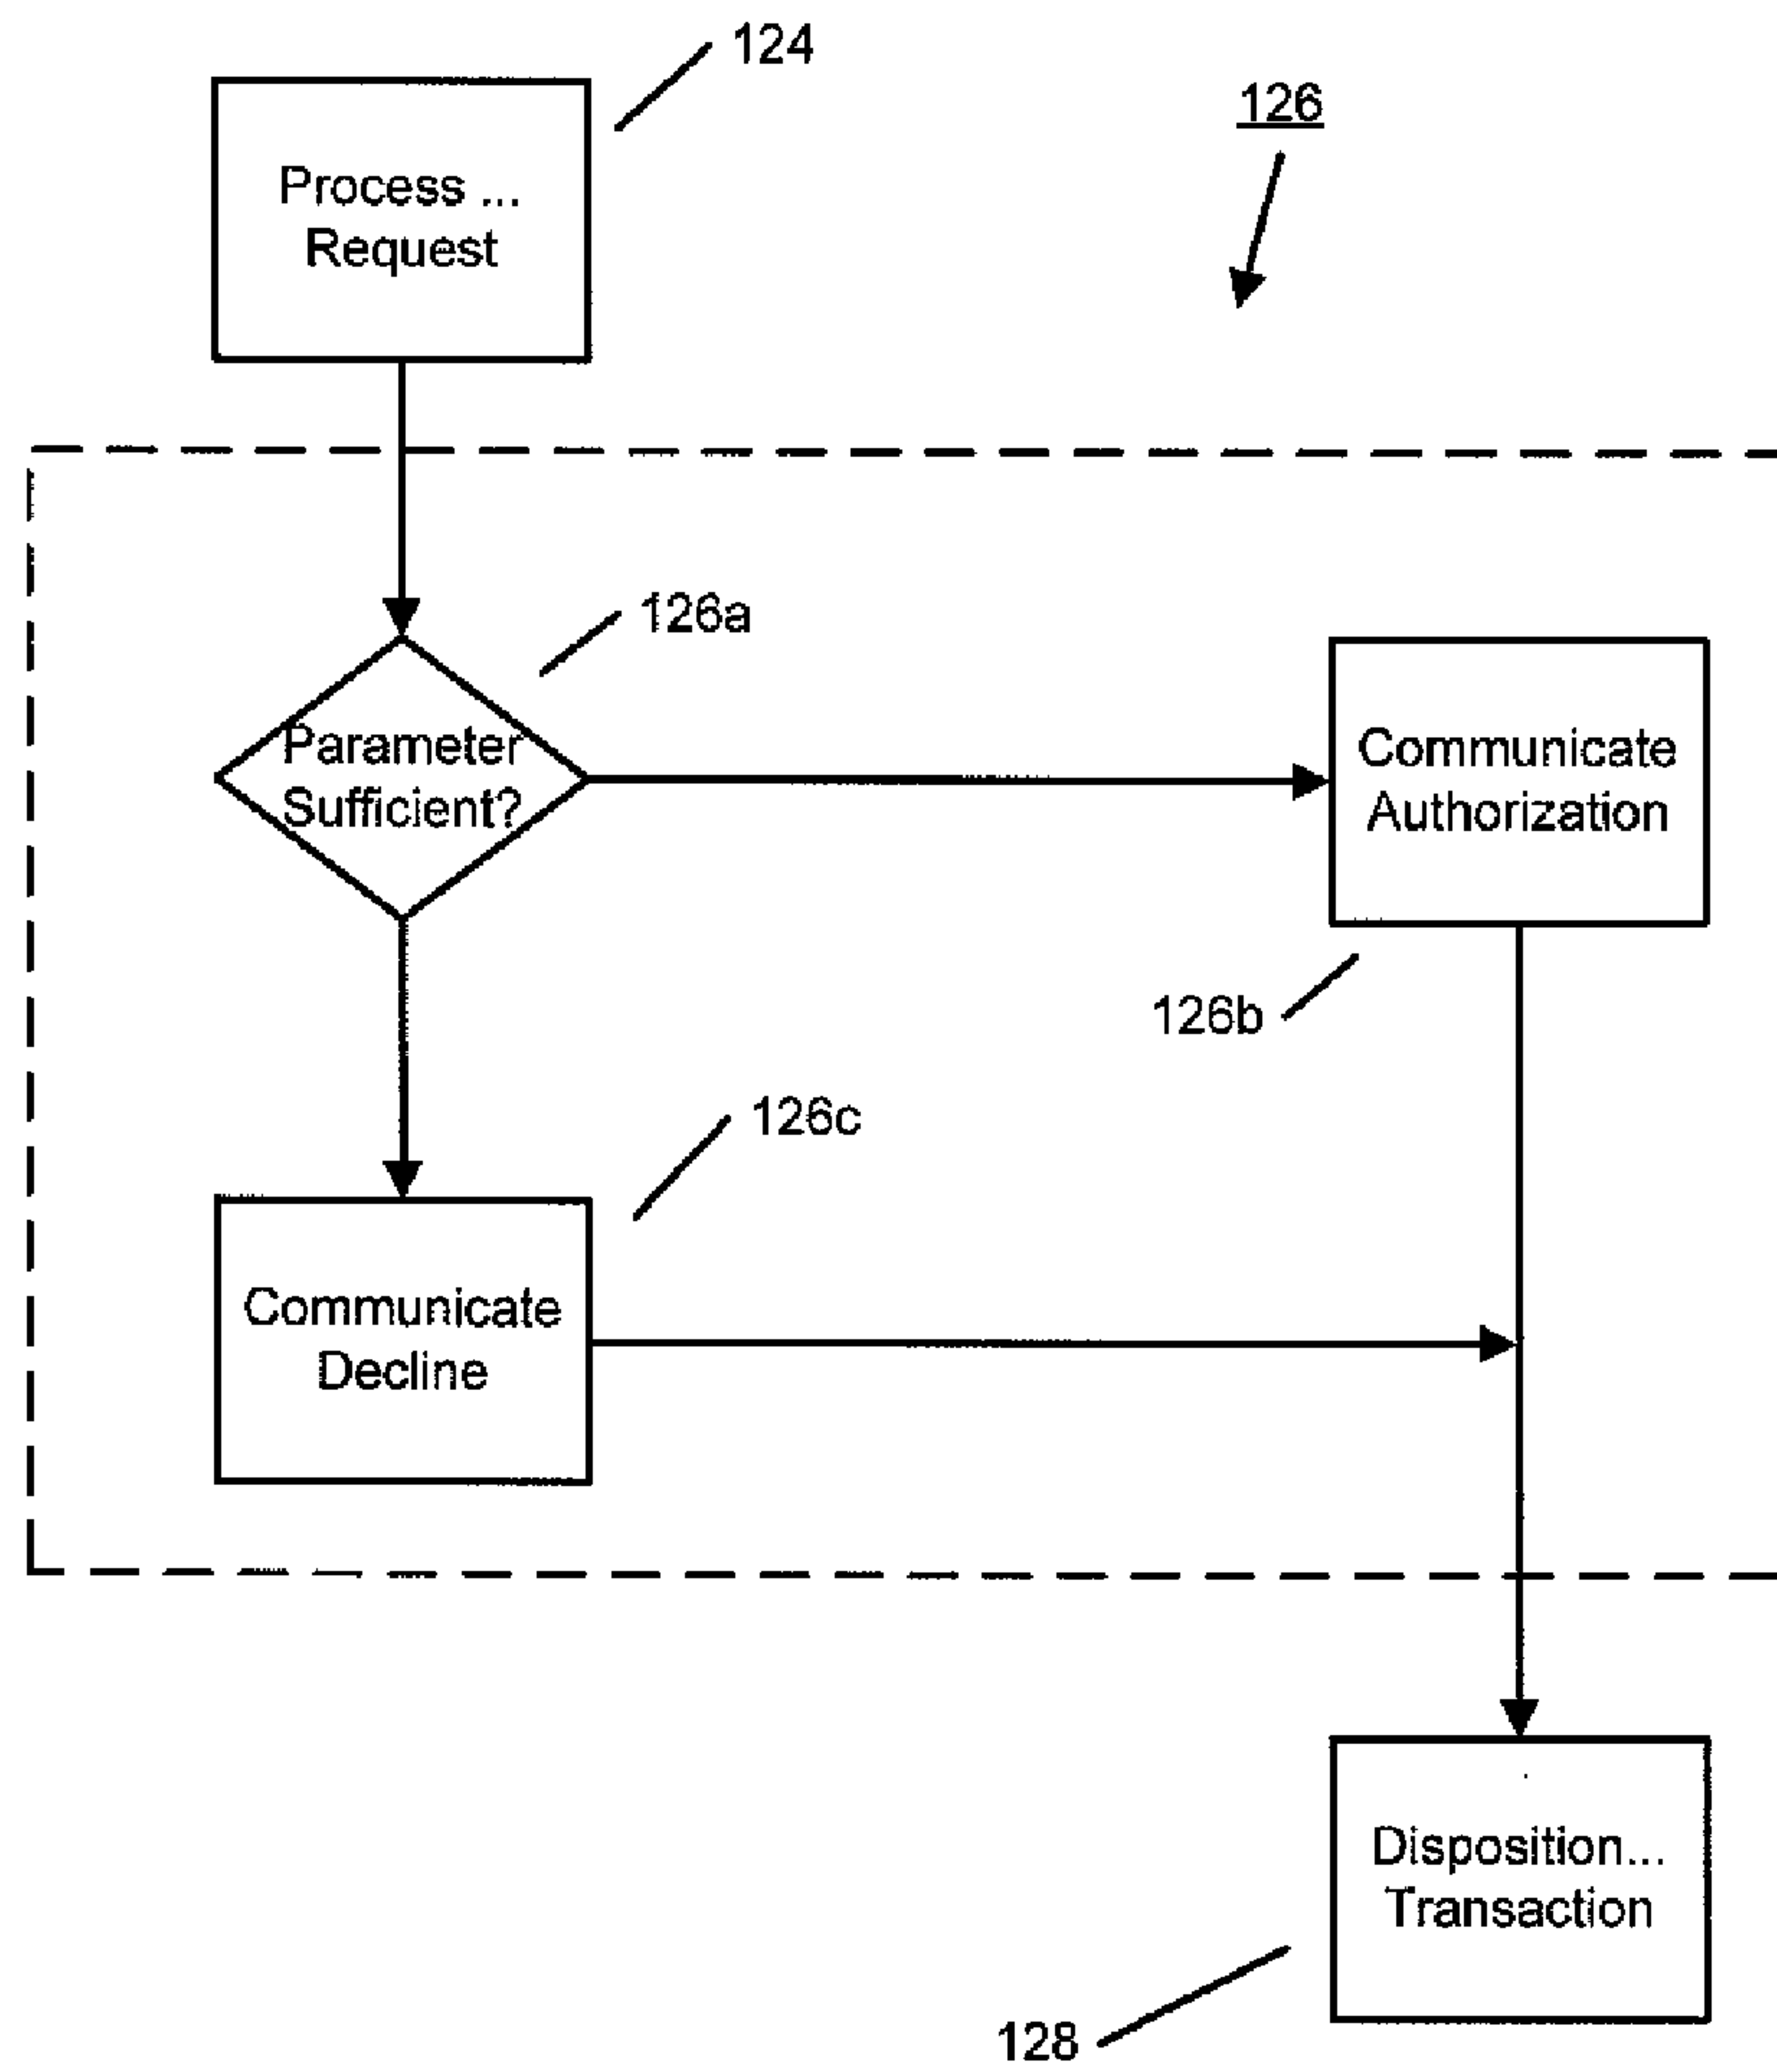 124
126
Process ...
Request
126a
Parameter
Sufficient?
Communicate
Authorization
126b
126c
Communicate
Decline
Disposition...
Transaction
128